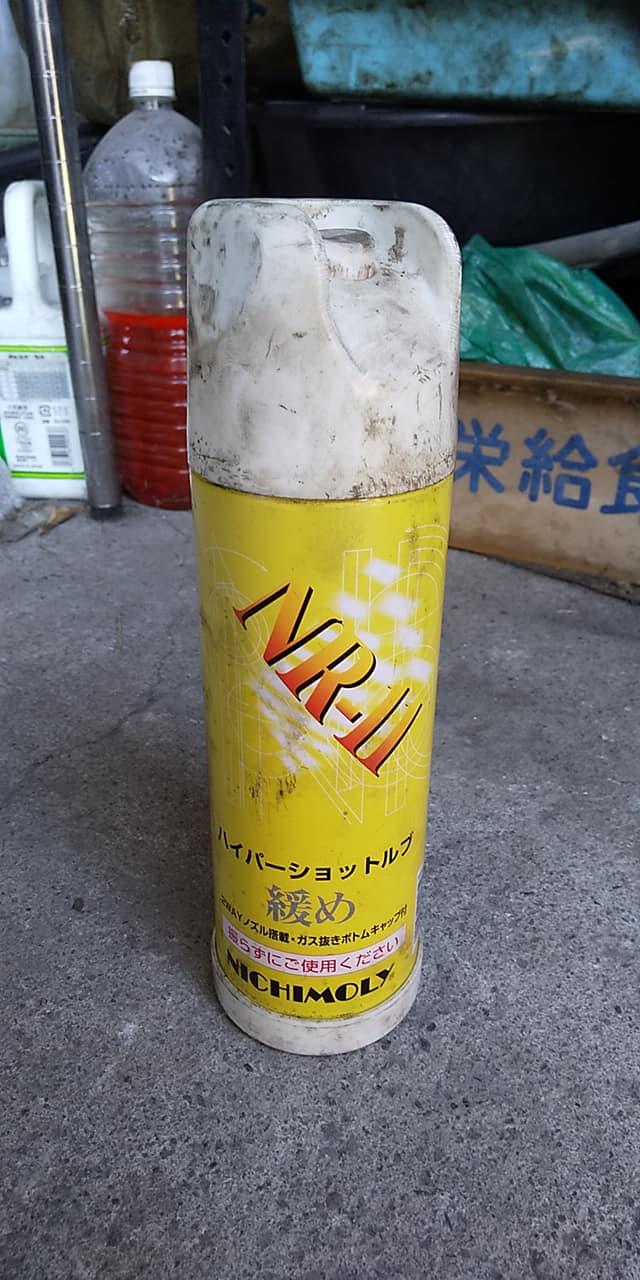 栄給食
NR-II
ハイパーショットルブ
緩め
2WAYノズル搭載・ガス抜きボトムキャップ付
振らずにご使用ください
NICHIMOLY